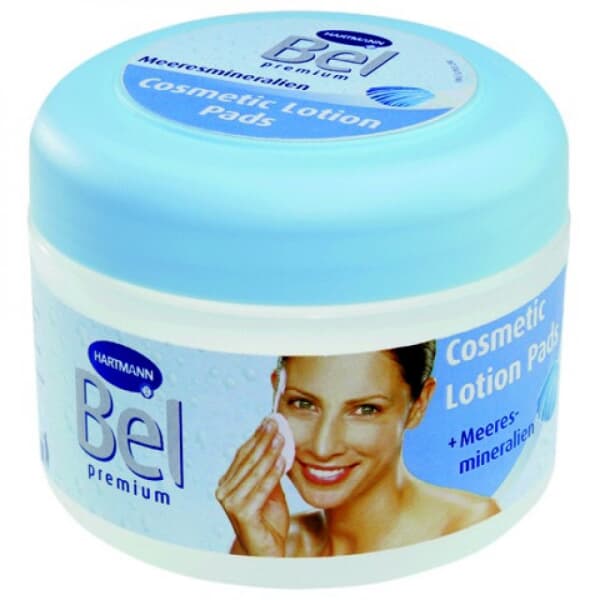 HARTMANN
Bel
premium
Meeresmineralien
Cosmetic Lotion
Pads
HARTMANN
Bel
premium
Cosmetic
Lotion Pads
+ Meeres-
mineralien